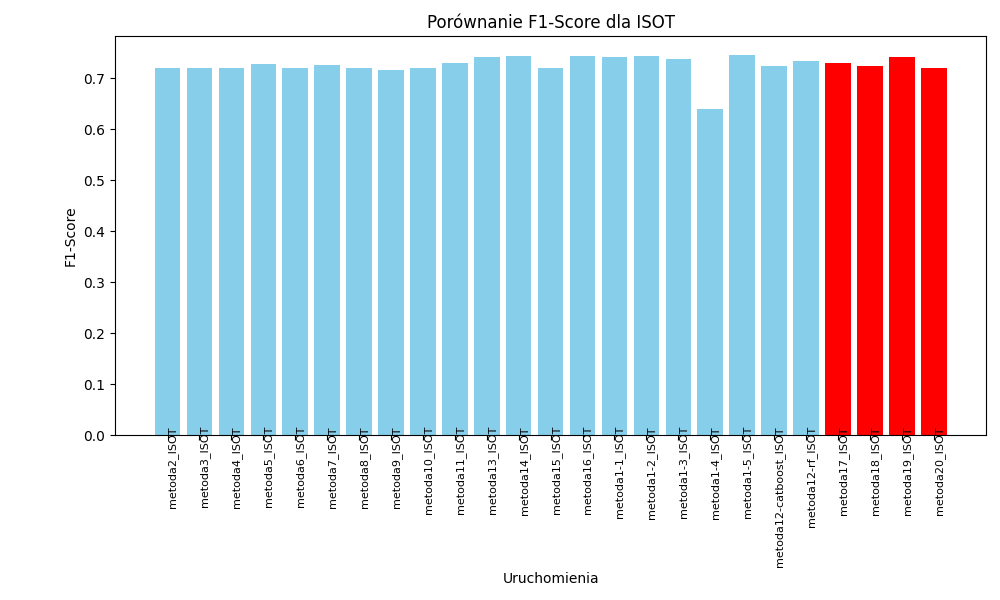 Porównanie F1-Score dla ISOT
F1-Score
0.7
0.6
0.5
0.4
0.3
0.2
0.1
0.0
metoda2_ISOT
metoda3_ISOT
metoda4_ISOT
metoda5_ISOT
metoda6_ISOT
metoda7_ISOT
metoda8_ISOT
metoda9_ISOT
metoda10_ISOT
metoda11_ISOT
metoda13_ISOT
metoda14_ISOT
metoda15_ISOT
metoda16_ISOT
metoda1-1_ISOT
metoda1-2_ISOT
metoda1-3_ISOT
metoda1-4_ISOT
metoda1-5_ISOT
metoda12-catboost_ISOT
metoda12-rf_ISOT
metoda17_ISOT
metoda18_ISOT
metoda19_ISOT
metoda20_ISOT
Uruchomienia